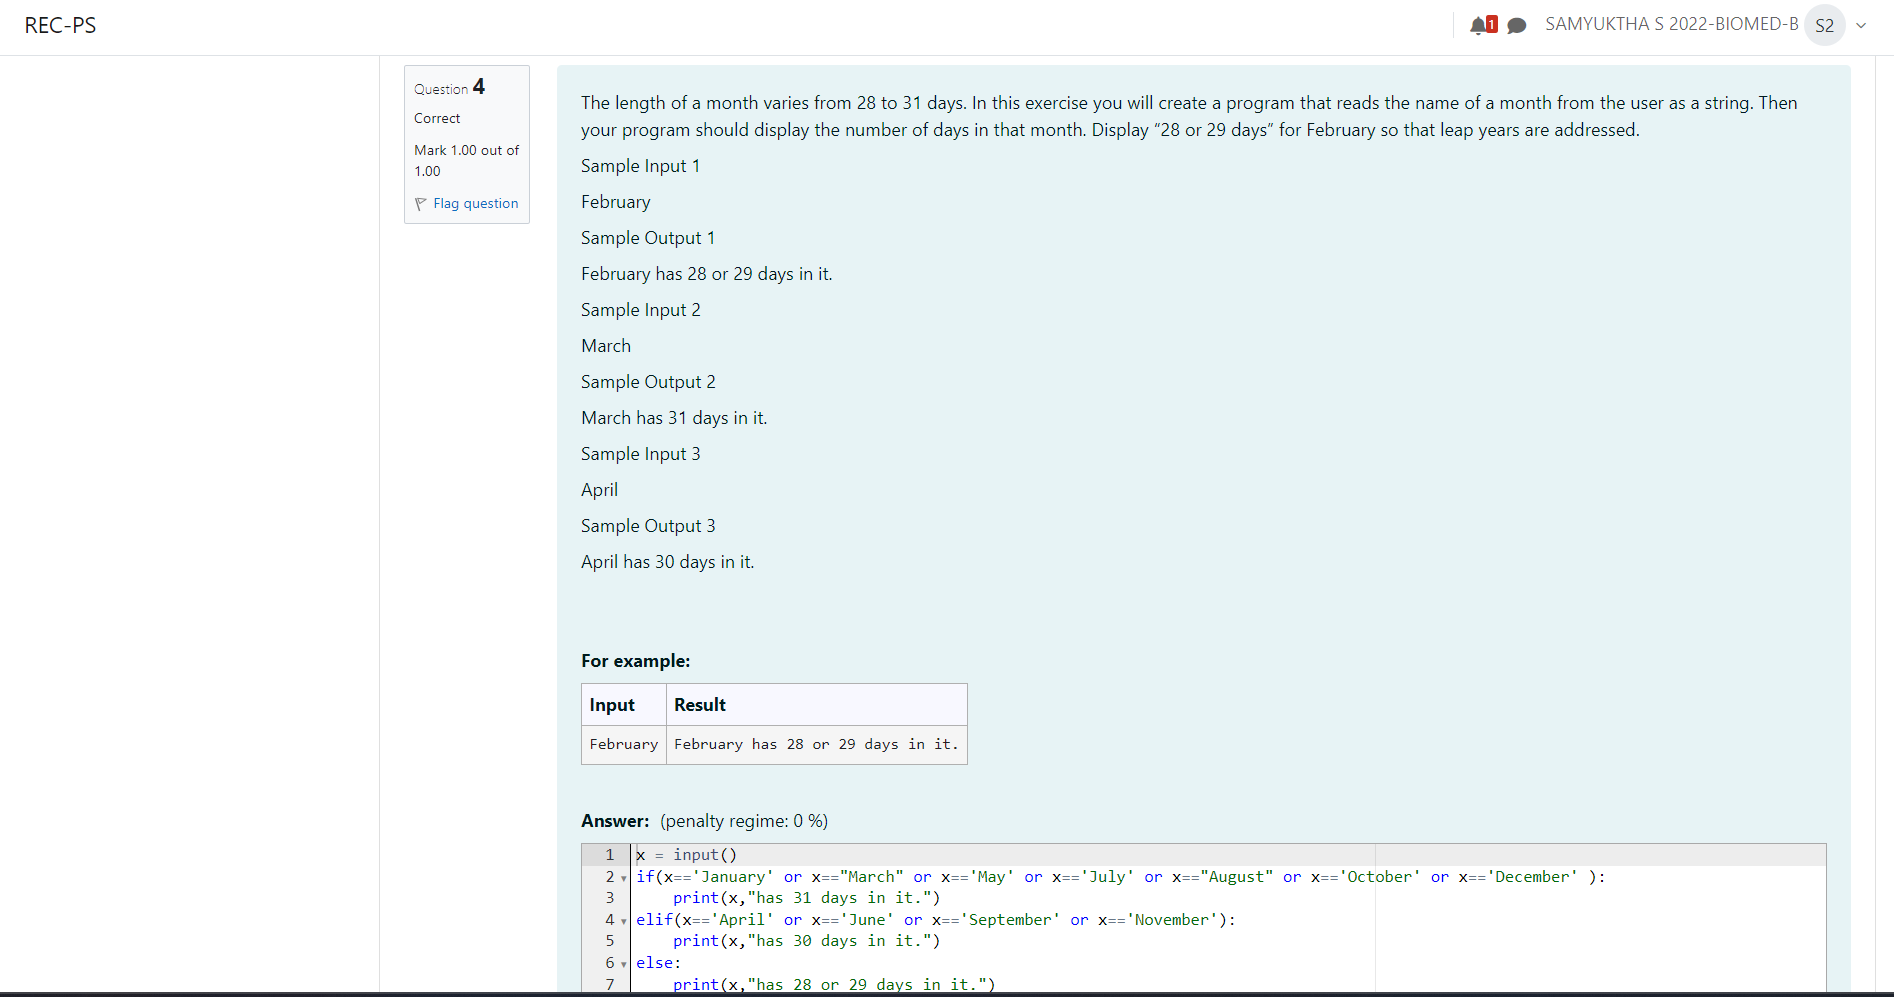 REC-PS
1
SAMYUKTHA S 2022-BIOMED-B S2
Question 4
Correct
Mark 1.00 out of
1.00
Flag question
The length of a month varies from 28 to 31 days. In this exercise you will create a program that reads the name of a month from the user as a string. Then
your program should display the number of days in that month. Display “28 or 29 days” for February so that leap years are addressed.
Sample Input 1
February
Sample Output 1
February has 28 or 29 days in it.
Sample Input 2
March
Sample Output 2
March has 31 days in it.
Sample Input 3
April
Sample Output 3
April has 30 days in it.
For example:
Input Result
February February has 28 or 29 days in it.
Answer: (penalty regime: 0 %)
1 x = input()
2 if(x=='January' or x=="March" or x=='May' or x=='July' or x=="August" or x=='October' or x=='December' ):
3 print(x,"has 31 days in it.")
4 elif(x=='April' or x=='June' or x=='September' or x=='November'):
5 print(x,"has 30 days in it.")
6 else:
7 print(x,"has 28 or 29 days in it.")